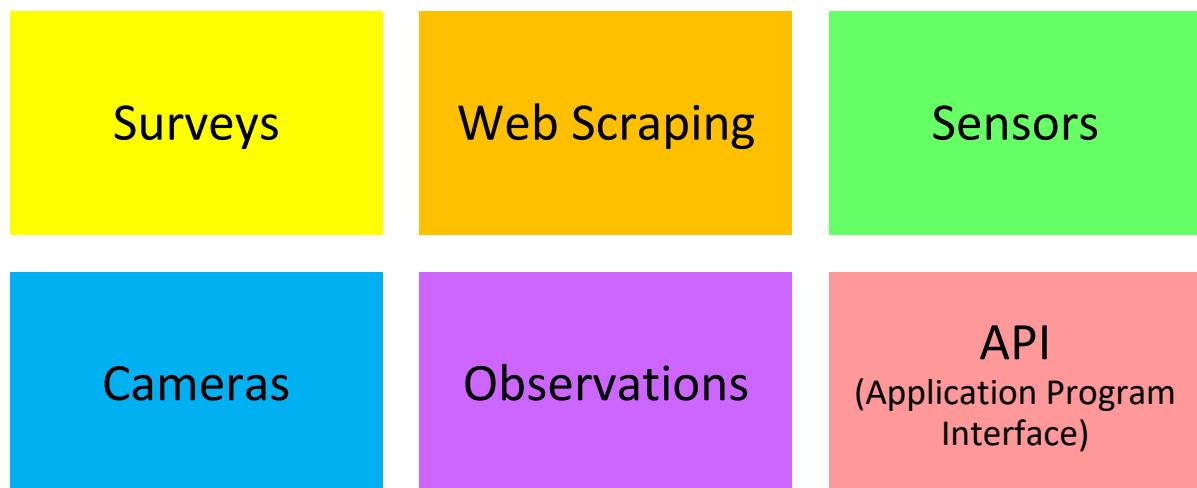 Surveys
Web Scraping
Sensors
Cameras
Observations
API
(Application Program
Interface)